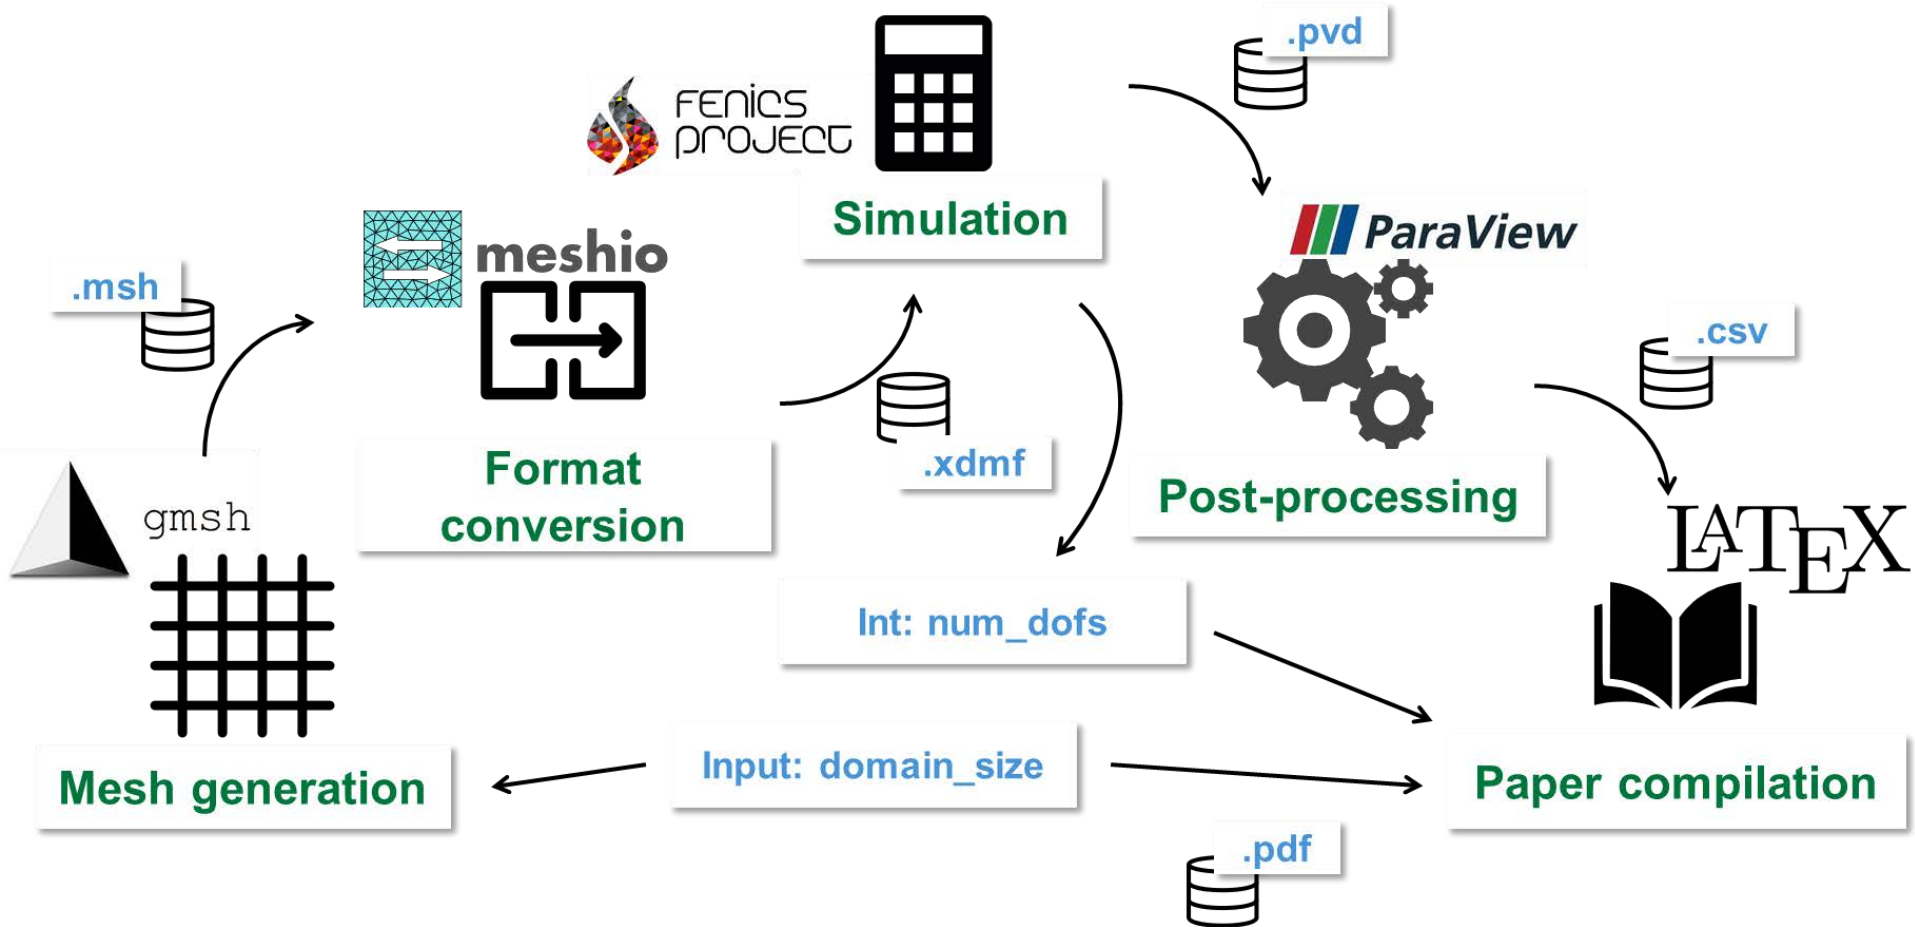 .pvd
FENICS
PROJECT
Simulation
ParaView
meshio
.msh
.csv
Format
conversion
.xdmf
Post-processing
gmsh
LATEX
Int: num_dofs
Input: domain_size
Mesh generation
Paper compilation
.pdf